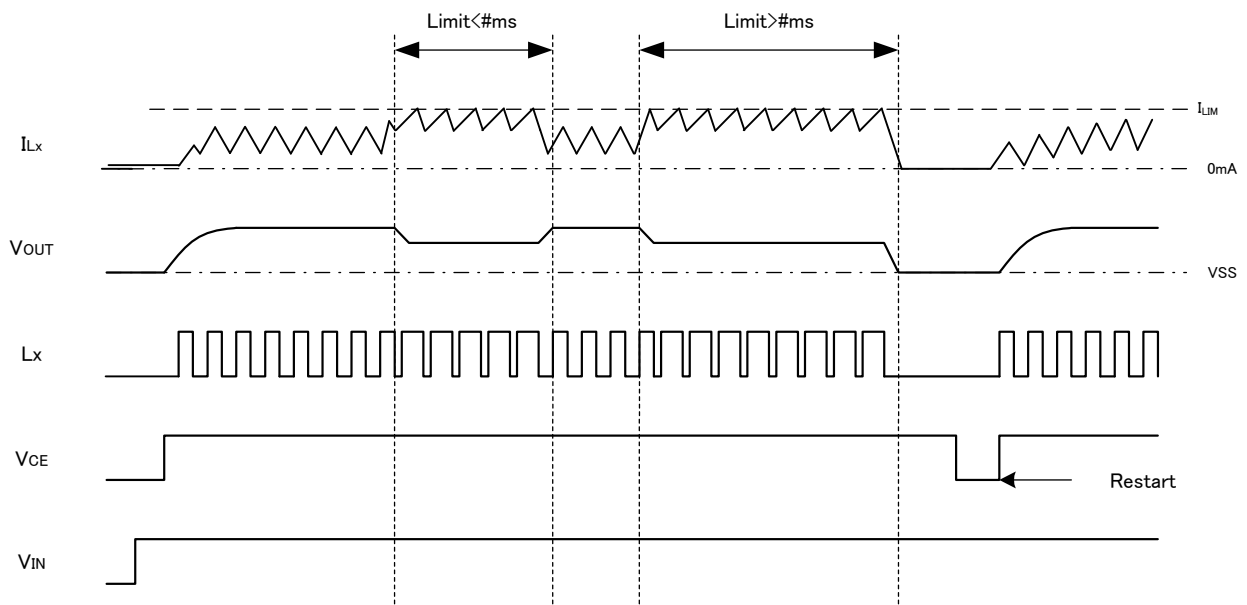 Limit<#ms
Limit>#ms
ILx
ILIM
0mA
VOUT
VSS
Lx
VCE
Restart
VIN